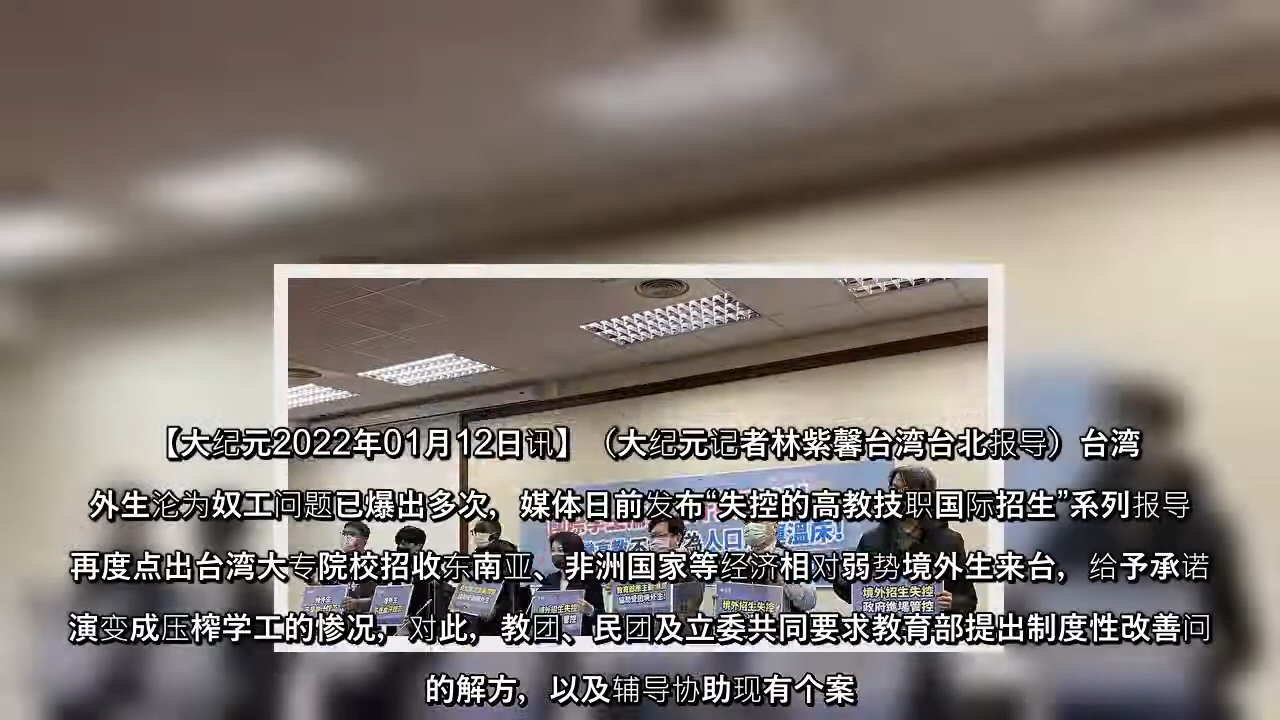 【大纪元2022年01月12日讯】（大纪元记者林紫馨台湾台北报导）台湾
外生沦为奴工问题已爆出多次，媒体日前发布“失控的高教技职国际招生”系列报导
再度点出台湾大专院校招收东南亚、非洲国家等经济相对弱势境外生来台，给予承诺
演变成压榨学工的惨况，对此，教团、民团及立委共同要求教育部提出制度性改善问
的解方，以及辅导协助现有个案
人口
溫床!
境外招生失控
政府進場管控
境外招生失控